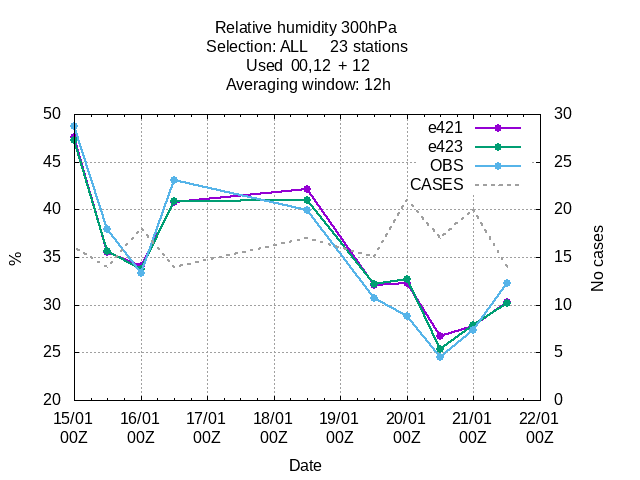 Relative humidity 300hPa
Selection: ALL 23 stations
Used 00,12 + 12
Averaging window: 12h
50 30
e421
e423
45 OBS 25
CASES
40 20
35 15
%
No cases
30 10
25 5
20 0
15/01 16/01 17/01 18/01 19/01 20/01 21/01 22/01
00Z 00Z 00Z 00Z 00Z 00Z 00Z 00Z
Date